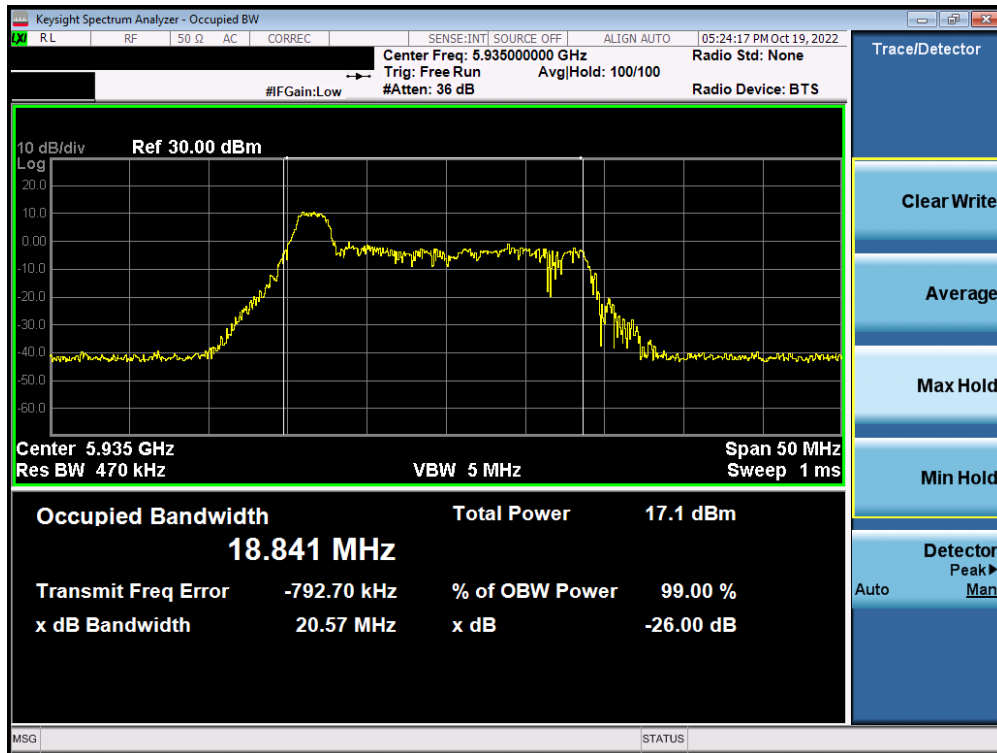 Keysight Spectrum Analyzer - Occupied BW
LXI RL RF 50 Ω AC CORREC SENSE:INT SOURCE OFF ALIGN AUTO 05:24:17 PM Oct 19, 2022
Center Freq: 5.935000000 GHz Radio Std: None
Trig: Free Run Avg|Hold: 100/100
#IFGain:Low #Atten: 36 dB Radio Device: BTS
Trace/Detector
10 dB/div Ref 30.00 dBm
Log
20.0
10.0
0.00
-10.0
-20.0
-30.0
-40.0
-50.0
-60.0
Center 5.935 GHz Span 50 MHz
Res BW 470 kHz VBW 5 MHz Sweep 1 ms
Occupied Bandwidth Total Power 17.1 dBm
18.841 MHz
Transmit Freq Error -792.70 kHz % of OBW Power 99.00 %
x dB Bandwidth 20.57 MHz x dB -26.00 dB
Clear Write
Average
Max Hold
Min Hold
Detector
Peak▶
Auto Man
MSG STATUS